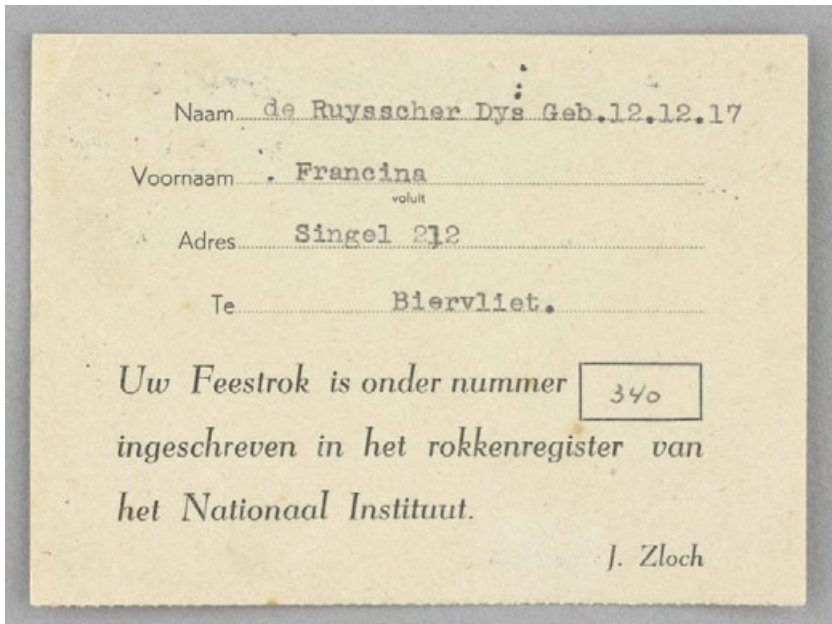 Naam de Ruysscher Dys Geb.12.12.17
Voornaam . Francina
voluit
Adres Singel 212
Te Biervliet.
Uw Feestrok is onder nummer 340
ingeschreven in het rokkenregister van
het Nationaal Instituut.
J. Zloch